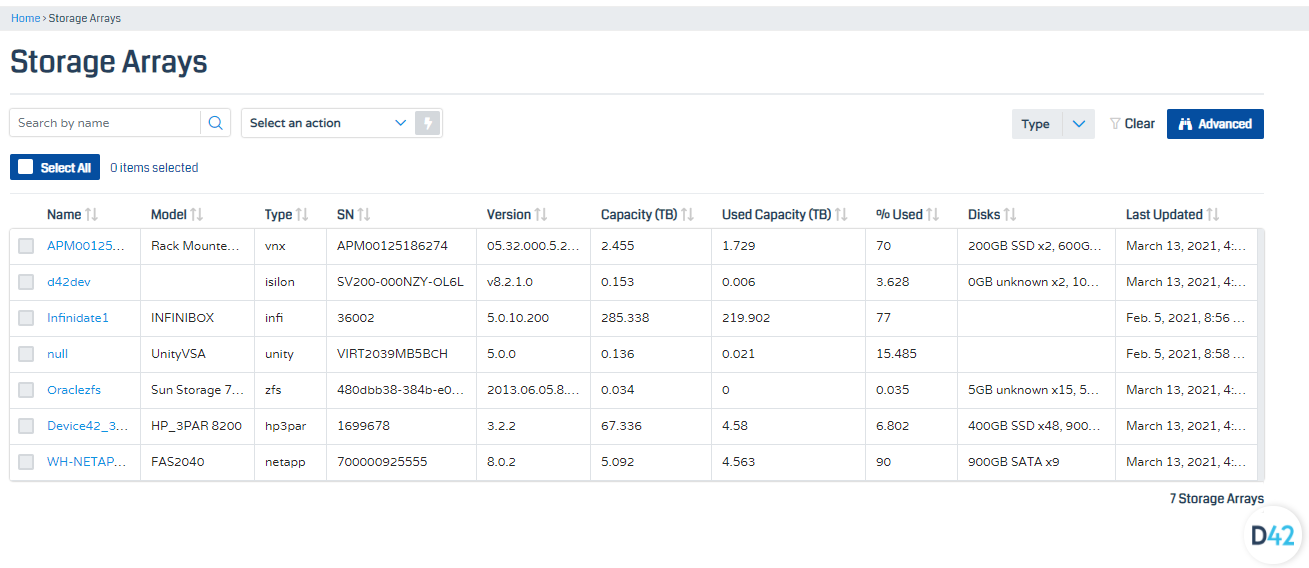 Home › Storage Arrays
Storage Arrays
Search by name Select an action Type Clear Advanced
Select All 0 items selected
Name Model Type SN Version Capacity (TB) Used Capacity (TB) % Used Disks Last Updated
APM00125... Rack Mounte... vnx APM00125186274 05.32.000.5.2... 2.455 1.729 70 200GB SSD x2, 600G... March 13, 2021, 4:...
d42dev isilon SV200-000NZY-OL6L v8.2.1.0 0.153 0.006 3.628 0GB unknown x2, 10... March 13, 2021, 4:...
Infinidate1 INFINIBOX infi 36002 5.0.10.200 285.338 219.902 77 Feb. 5, 2021, 8:56 ...
null UnityVSA unity VIRT2039MB5BCH 5.0.0 0.136 0.021 15.485 Feb. 5, 2021, 8:58 ...
Oraclezfs Sun Storage 7... zfs 480dbb38-384b-e0... 2013.06.05.8.... 0.034 0 0.035 5GB unknown x15, 5... March 13, 2021, 4:...
Device42_3... HP_3PAR 8200 hp3par 1699678 3.2.2 67.336 4.58 6.802 400GB SSD x48, 900... March 13, 2021, 4:...
WH-NETAP... FAS2040 netapp 700000925555 8.0.2 5.092 4.563 90 900GB SATA x9 March 13, 2021, 4:...
7 Storage Arrays
D42